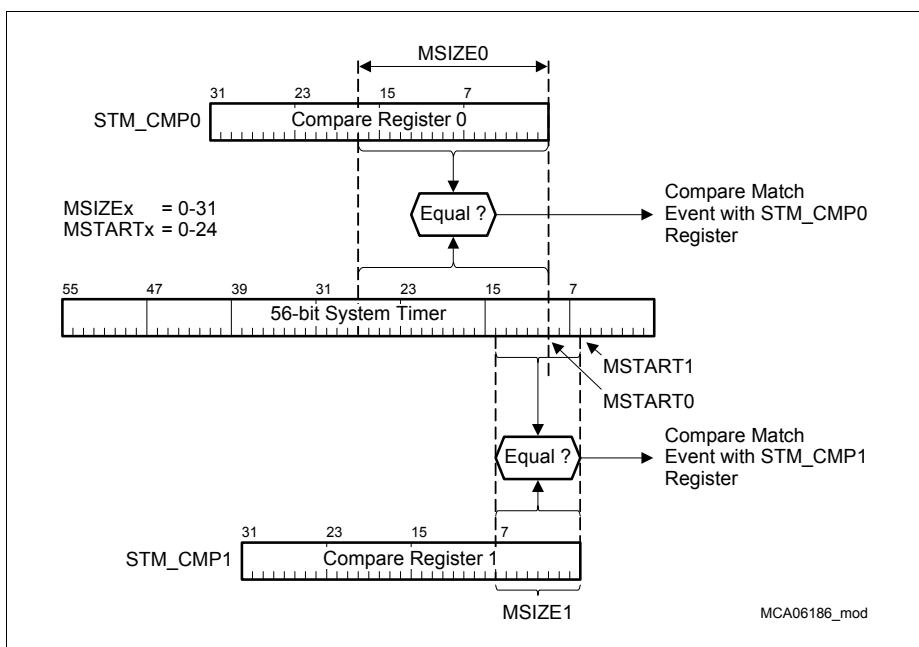 MSIZE0
31 23 15 7
STM_CMP0 Compare Register 0
MSIZEx = 0-31
MSTARTx = 0-24
Equal ?
Compare Match
Event with STM_CMP0
Register
55 47 39 31 23 15 7
56-bit System Timer
MSTART1
MSTART0
Equal ?
Compare Match
Event with STM_CMP1
Register
31 23 15 7
STM_CMP1 Compare Register 1
MSIZE1
MCA06186_mod